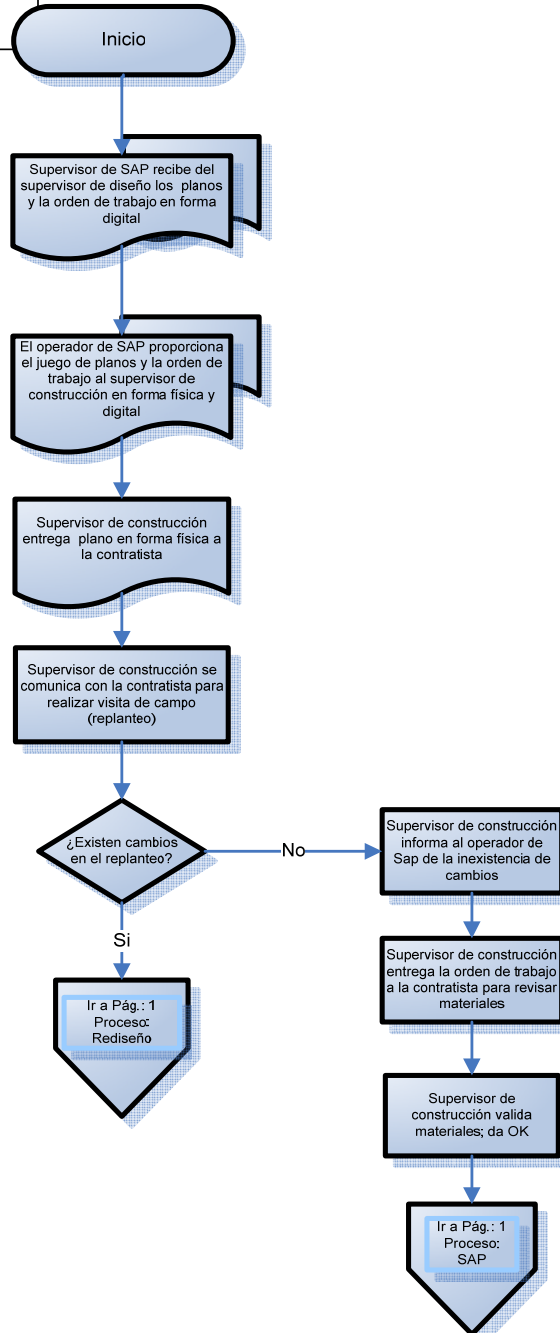 Inicio
Supervisor de SAP recibe del
supervisor de diseño los planos
y la orden de trabajo en forma
digital
El operador de SAP proporciona
el juego de planos y la orden de
trabajo al supervisor de
construcción en forma física y
digital
Supervisor de construcción
entrega plano en forma física a
la contratista
Supervisor de construcción se
comunica con la contratista para
realizar visita de campo
(replanteo)
¿Existen cambios
en el replanteo?
No
Supervisor de construcción
informa al operador de
Sap de la inexistencia de
cambios
Si
Supervisor de construcción
entrega la orden de trabajo
a la contratista para revisar
materiales
Ir a Pág.: 1
Proceso:
Rediseño
Supervisor de
construcción valida
materiales; da OK
Ir a Pág.: 1
Proceso:
SAP